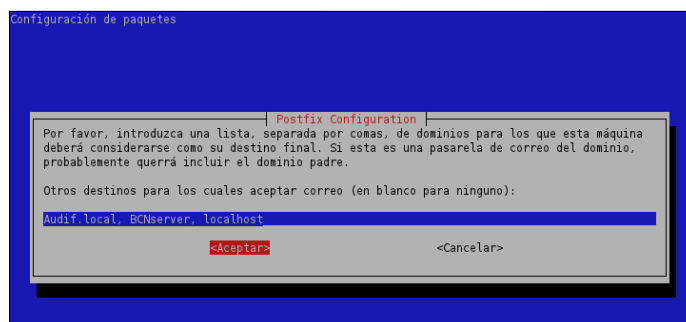 Configuración de paquetes
Postfix Configuration
Por favor, introduzca una lista, separada por comas, de dominios para los que esta máquina
deberá considerarse como su destino final. Si esta es una pasarela de correo del dominio,
probablemente querrá incluir el dominio padre.
Otros destinos para los cuales aceptar correo (en blanco para ninguno):
Audif.local, BCNserver, localhost
<Aceptar> <Cancelar>